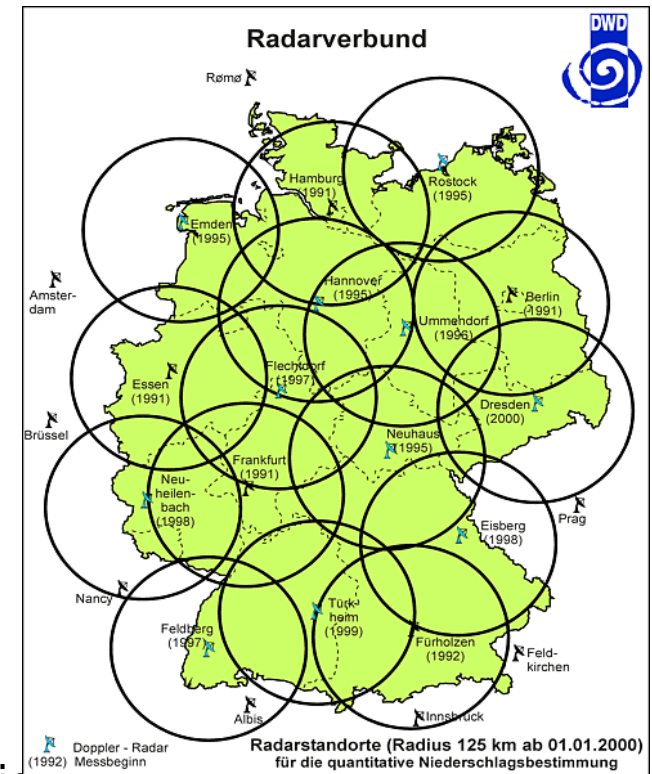 DWD
Radarverbund
Rømø
Hamburg
(1991)
Rostock
(1995)
Emden
(1995)
Amster-
dam
Hannover
(1995)
Berlin
(1991)
Ummendorf
(1996)
Essen
(1991)
Flechtdorf
(1997)
Dresden
(2000)
Brüssel
Neuhaus
(1995)
Frankfurt
(1991)
Neu-
heilen-
bach
(1998)
Prag
Eisberg
(1998)
Nancy
Türk-
heim
(1999)
Feldberg
(1997)
Fürholzen
(1992)
Feld-
kirchen
Albis
Innsbruck
Doppler - Radar
(1992) Messbeginn
Radarstandorte (Radius 125 km ab 01.01.2000)
für die quantitative Niederschlagsbestimmung